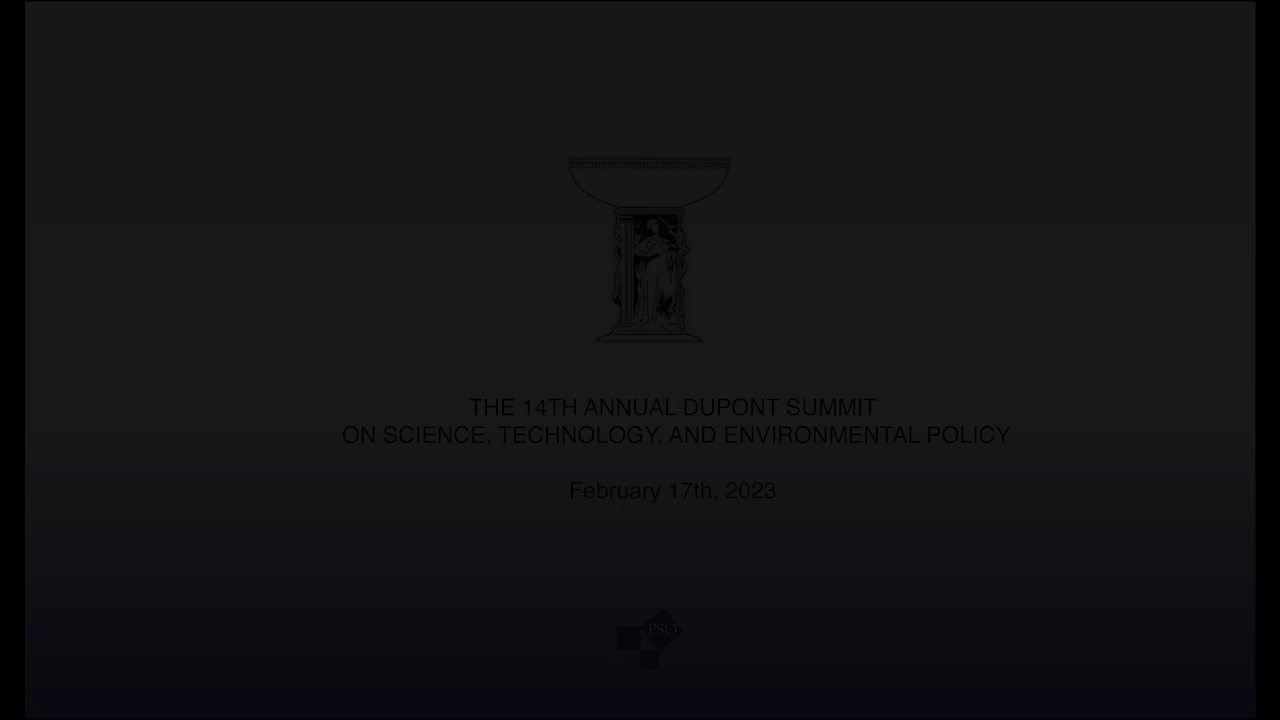 THE 14TH ANNUAL DUPONT SUMMIT
ON SCIENCE, TECHNOLOGY, AND ENVIRONMENTAL POLICY
February 17th, 2023
PSO